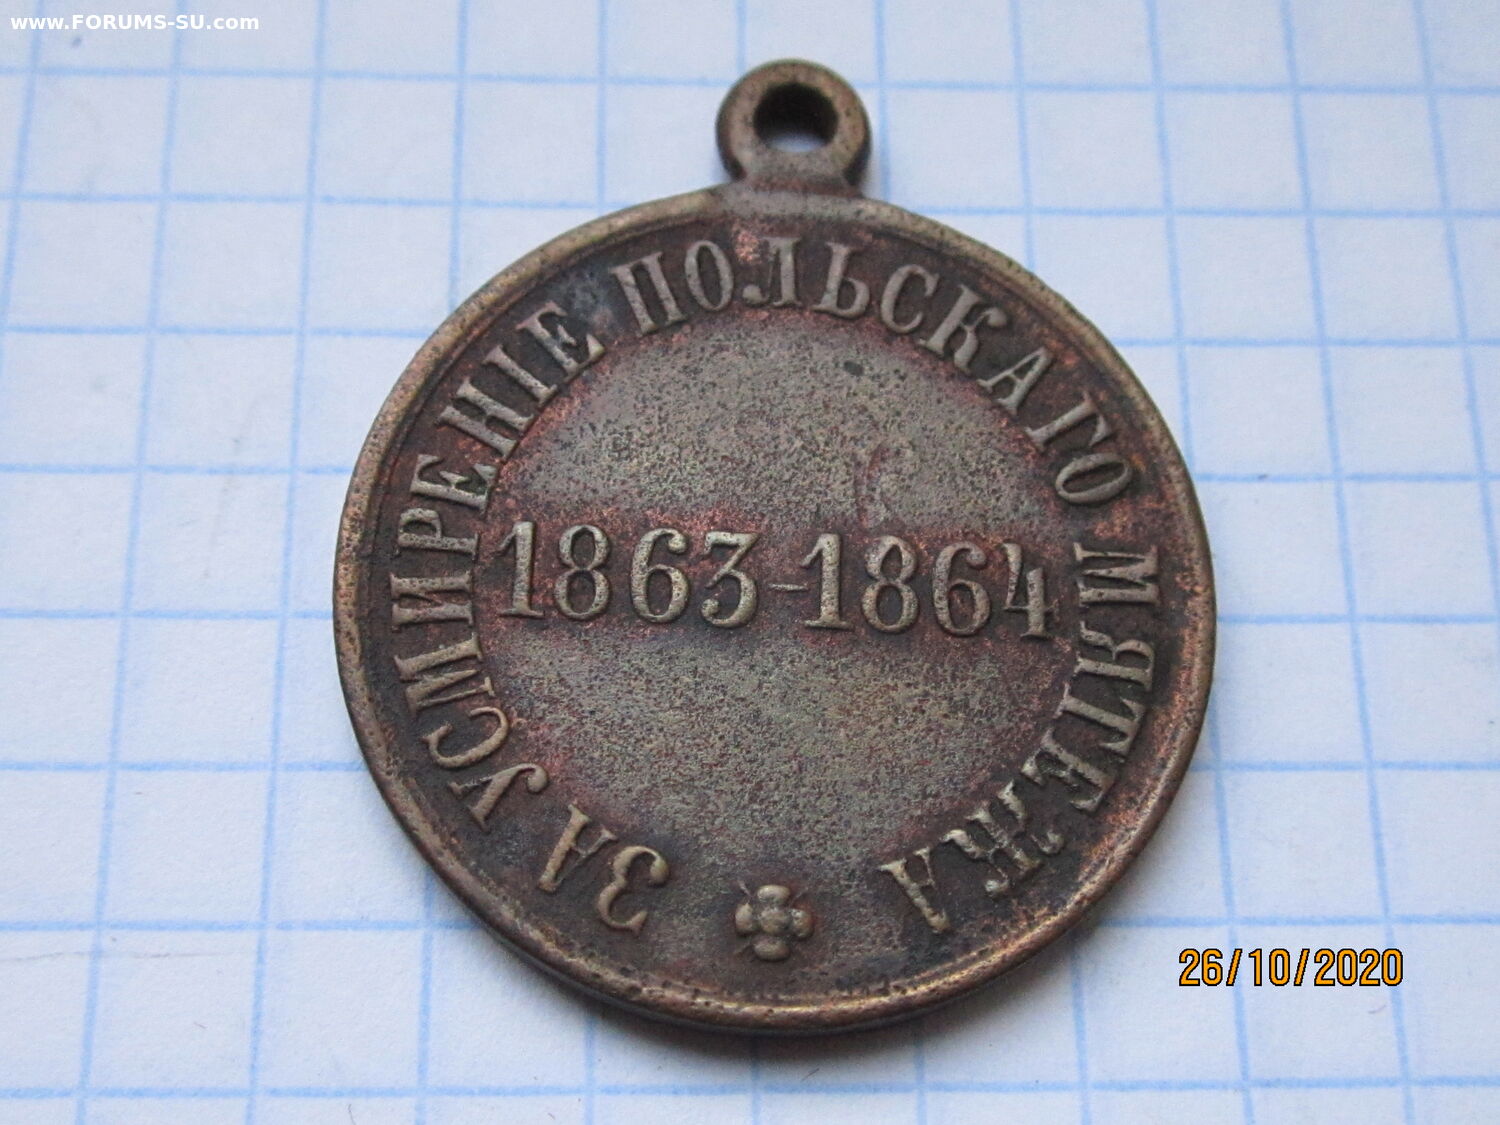 www.FORUMS-SU.com
ЗА УСМИРЕНІЕ ПОЛЬСКАГО МЯТЕЖА
1863-1864
26/10/2020